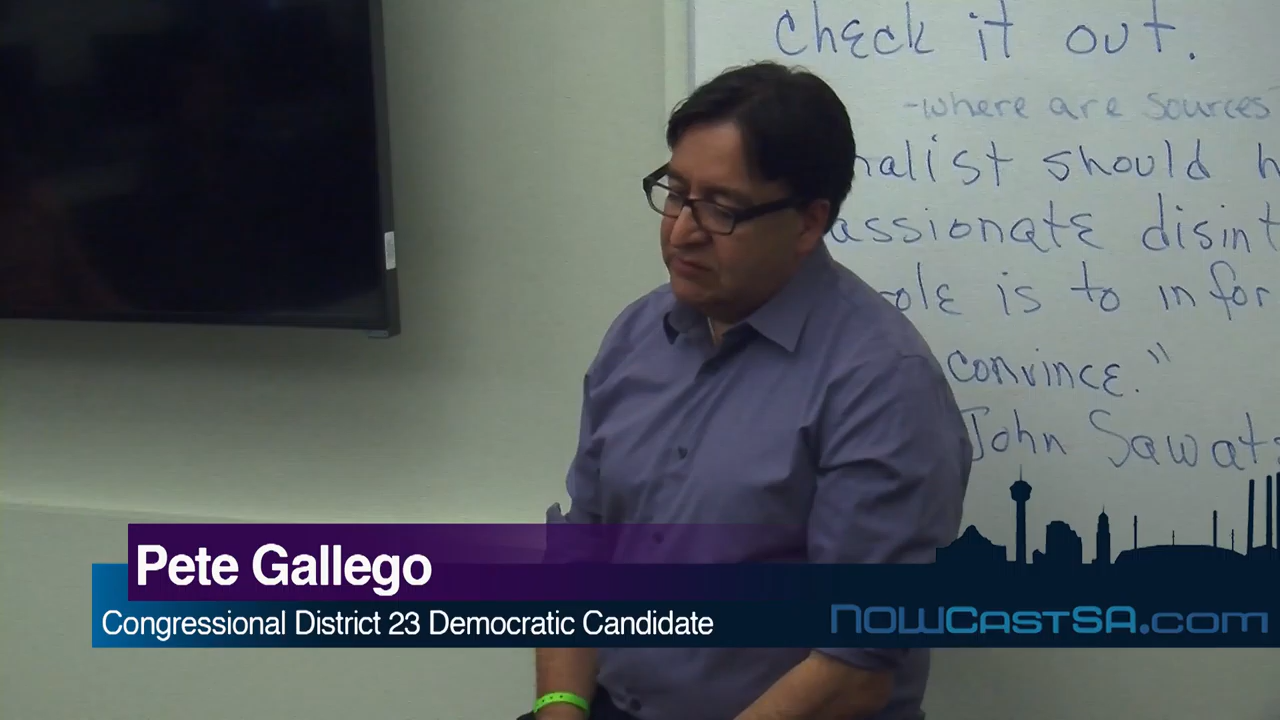 Check it out.
-where are sources
nalist should h
assionate disint
role is to infor
convince."
John Sawats
Pete Gallego
Congressional District 23 Democratic Candidate
NOWCastSA.com